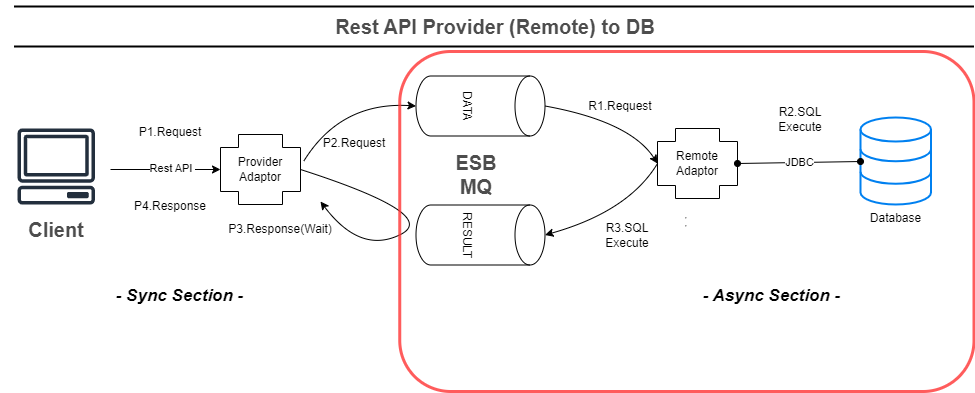 Rest API Provider (Remote) to DB
DATA
R1.Request
R2.SQL
Execute
P1.Request
P2.Request
Rest API
Provider
Adaptor
ESB
MQ
Remote
Adaptor
JDBC
P4.Response
Client
P3.Response(Wait)
RESULT
R3.SQL
Execute
:
Database
- Sync Section -
- Async Section -